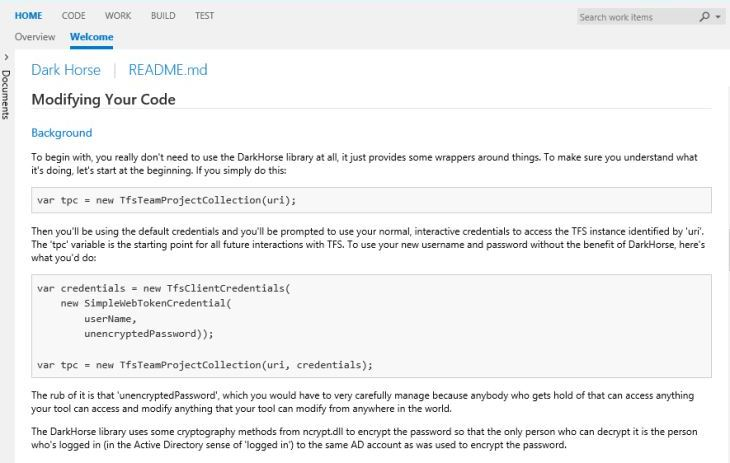 HOME CODE WORK BUILD TEST
Search work items
Overview Welcome
Documents
Dark Horse | README.md
Modifying Your Code
Background
To begin with, you really don't need to use the DarkHorse library at all, it just provides some wrappers around things. To make sure you understand what
it's doing, let's start at the beginning. If you simply do this:
var tpc = new TfsTeamProjectCollection(uri);
Then you'll be using the default credentials and you'll be prompted to use your normal, interactive credentials to access the TFS instance identified by 'uri'.
The 'tpc' variable is the starting point for all future interactions with TFS. To use your new username and password without the benefit of DarkHorse, here's
what you'd do:
var credentials = new TfsClientCredentials(
    new SimpleWebTokenCredential(
        userName,
        unencryptedPassword));
var tpc = new TfsTeamProjectCollection(uri, credentials);
The rub of it is that 'unencryptedPassword', which you would have to very carefully manage because anybody who gets hold of that can access anything
your tool can access and modify anything that your tool can modify from anywhere in the world.
The DarkHorse library uses some cryptography methods from ncrypt.dll to encrypt the password so that the only person who can decrypt it is the person
who's logged in (in the Active Directory sense of 'logged in') to the same AD account as was used to encrypt the password.